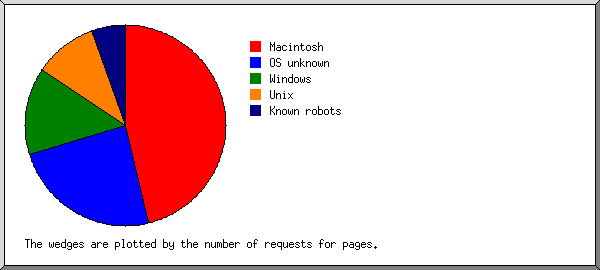 Macintosh
OS unknown
Windows
Unix
Known robots
The wedges are plotted by the number of requests for pages.